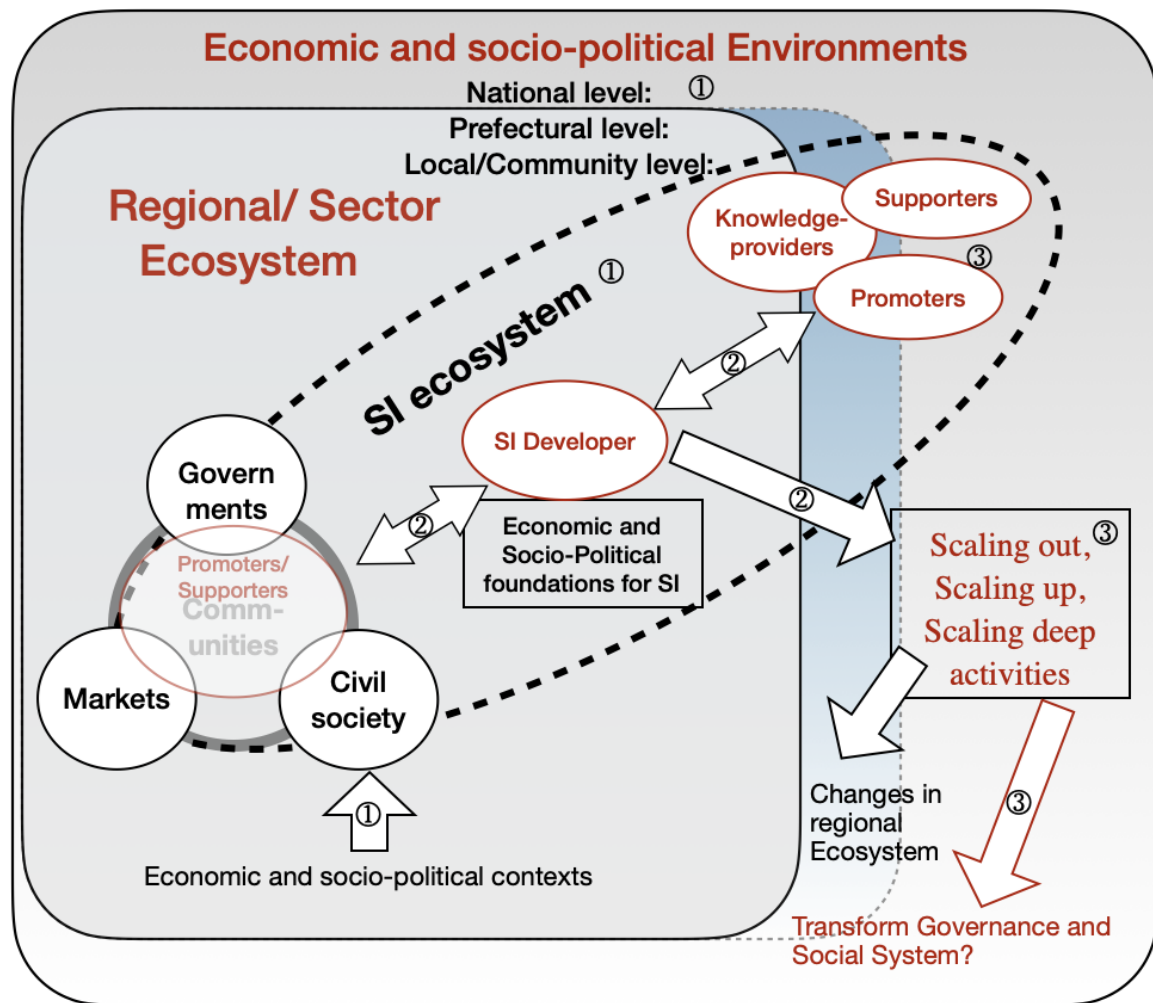 Economic and socio-political Environments
National level: ①
Prefectural level:
Local/Community level:
Regional/ Sector
Ecosystem
Supporters
Knowledge-
providers
③
Promoters
SI ecosystem ①
②
SI Developer
Govern
ments
②
②
Economic and
Socio-Political
foundations for SI
Promoters/
Supporters
Comm-
unities
Scaling out, ③
Scaling up,
Scaling deep
activities
Markets
Civil
society
①
Economic and socio-political contexts
Changes in
regional
Ecosystem
③
Transform Governance and
Social System?